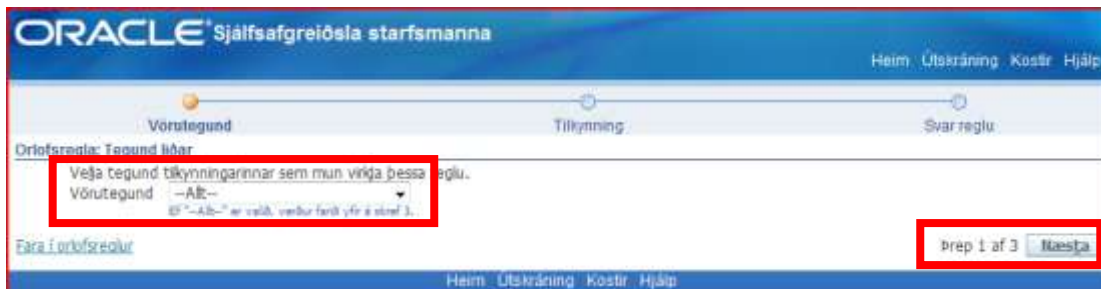 ORACLE Sjálfsafgreiðsla starfsmanna
Heim Útskráning Kostir Hjálp
Vörutegund Tilkynning Svar reglu
Orlofsregla: Tegund liðar
Velja tegund tilkynningarinnar sem mun virkja þessa reglu.
Vörutegund --Allt--
Ef "--Allt--" er valið, verður farið yfir á skref 3.
Fara í orlofsreglur Þrep 1 af 3 Næsta
Heim Útskráning Kostir Hjálp